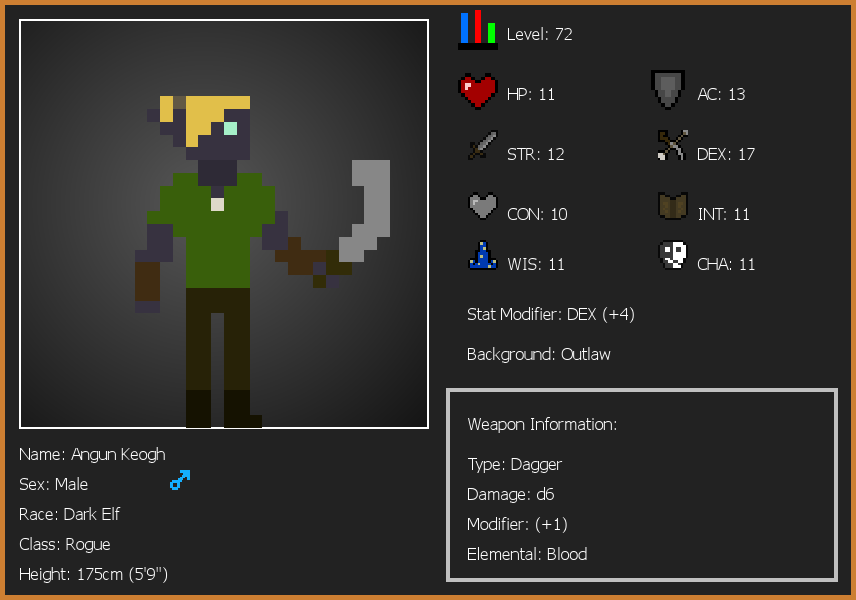 Level: 72
HP: 11
AC: 13
STR: 12
DEX: 17
CON: 10
INT: 11
WIS: 11
CHA: 11
Stat Modifier: DEX (+4)
Background: Outlaw
Weapon Information:
Type: Dagger
Damage: d6
Modifier: (+1)
Elemental: Blood
Name: Angun Keogh
Sex: Male
Race: Dark Elf
Class: Rogue
Height: 175cm (5'9")